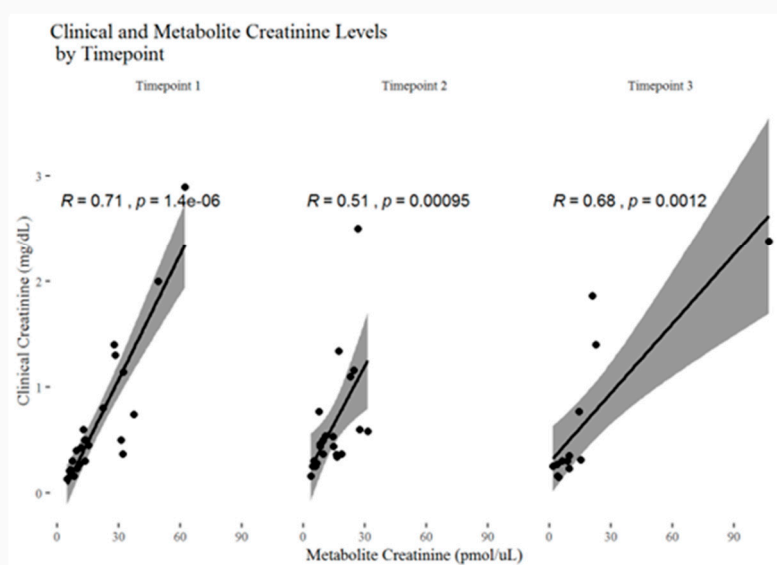 Clinical and Metabolite Creatinine Levels
by Timepoint
Timepoint 1 Timepoint 2 Timepoint 3
R = 0.71 , p = 1.4e-06 R = 0.51 , p = 0.00095 R = 0.68 , p = 0.0012
Clinical Creatinine (mg/dL)
3
2
1
0
0 30 60 90 0 30 60 90 0 30 60 90
Metabolite Creatinine (pmol/uL)